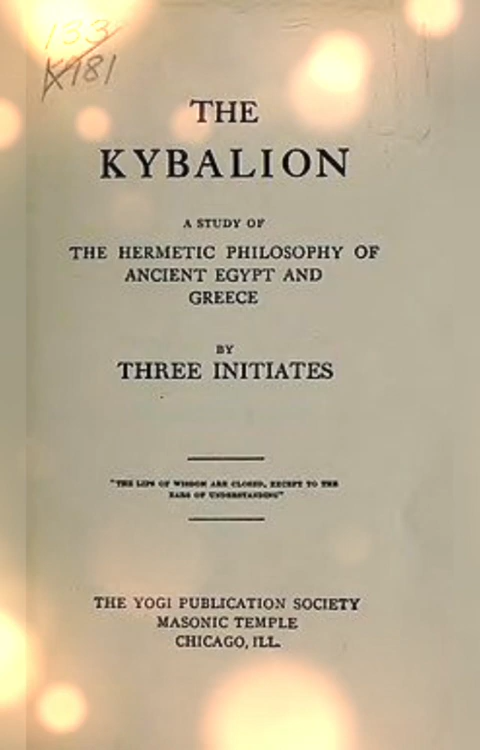 133
K981
THE
KYBALION
A STUDY OF
THE HERMETIC PHILOSOPHY OF
ANCIENT EGYPT AND
GREECE
BY
THREE INITIATES
"THE LIPS OF WISDOM ARE CLOSED, EXCEPT TO THE
EARS OF UNDERSTANDING"
THE YOGI PUBLICATION SOCIETY
MASONIC TEMPLE
CHICAGO, ILL.